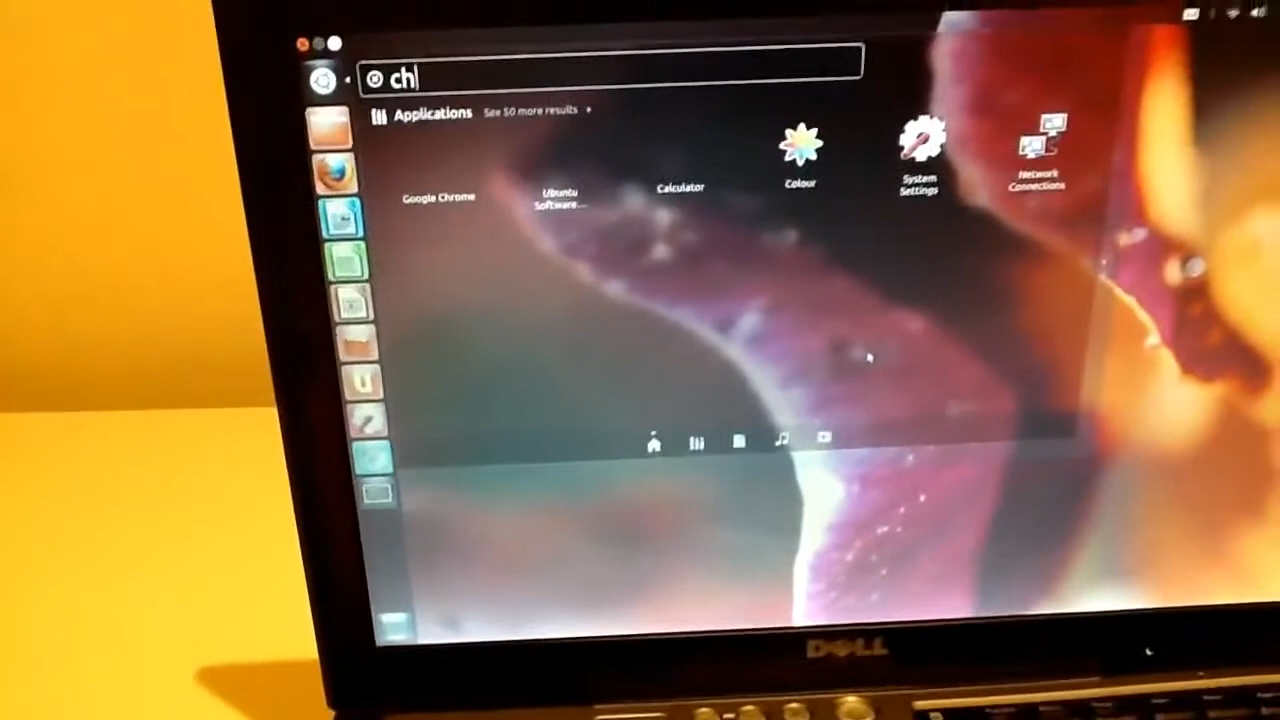 ch
Applications See 50 more results
Google Chrome
Ubuntu
Software...
Calculator
Colour
System
Settings
Network
Connections
u
DELL